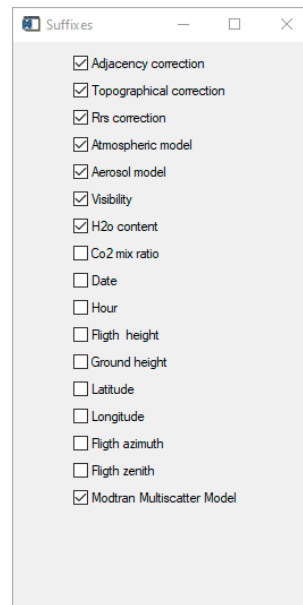 Suffixes
Adjacency correction
Topographical correction
Rrs correction
Atmospheric model
Aerosol model
Visibility
H2o content
Co2 mix ratio
Date
Hour
Fligth height
Ground height
Latitude
Longitude
Fligth azimuth
Fligth zenith
Modtran Multiscatter Model